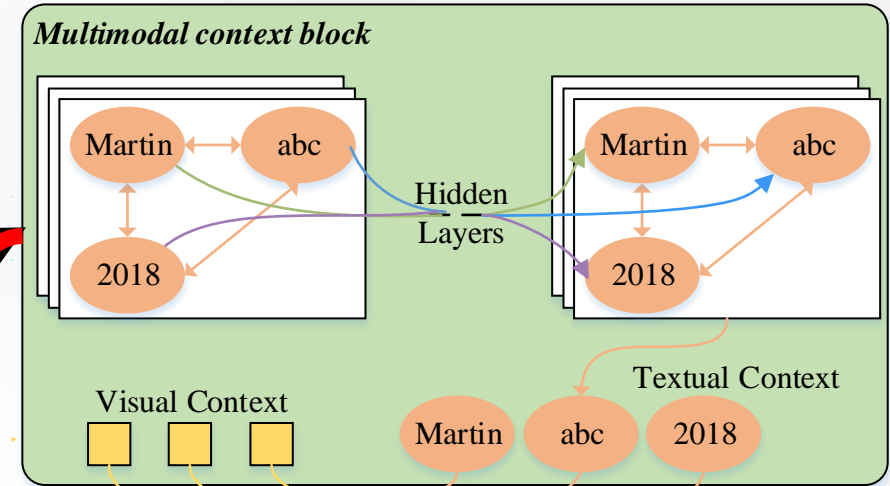 Multimodal context block
Martin
abc
2018
Hidden
Layers
Martin
abc
2018
Visual Context
Textual Context
Martin
abc
2018